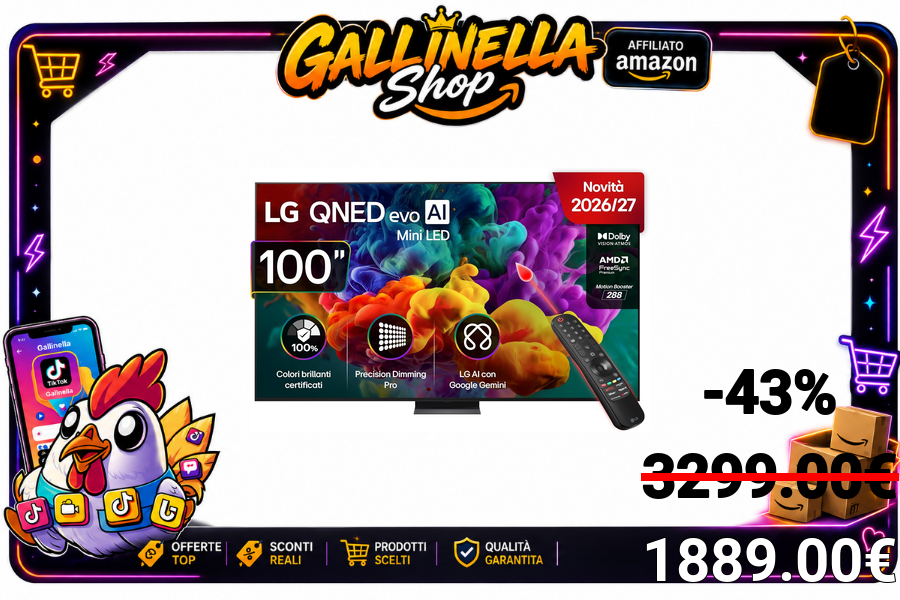 GALLINELLA
Shop
AFFILIATO
amazon
Novità
2026/27
LG QNED evo AI
Mini LED
100”
Dolby
VISION·ATMOS
AMD
FreeSync
Premium
Motion Booster
288
100%
Colori brillanti
certificati
Precision Dimming
Pro
LG AI con
Google Gemini
Gallinella
TikTok
Gallinella
-43%
3299.00€
1889.00€
OFFERTE
TOP
SCONTI
REALI
PRODOTTI
SCELTI
QUALITÀ
GARANTITA